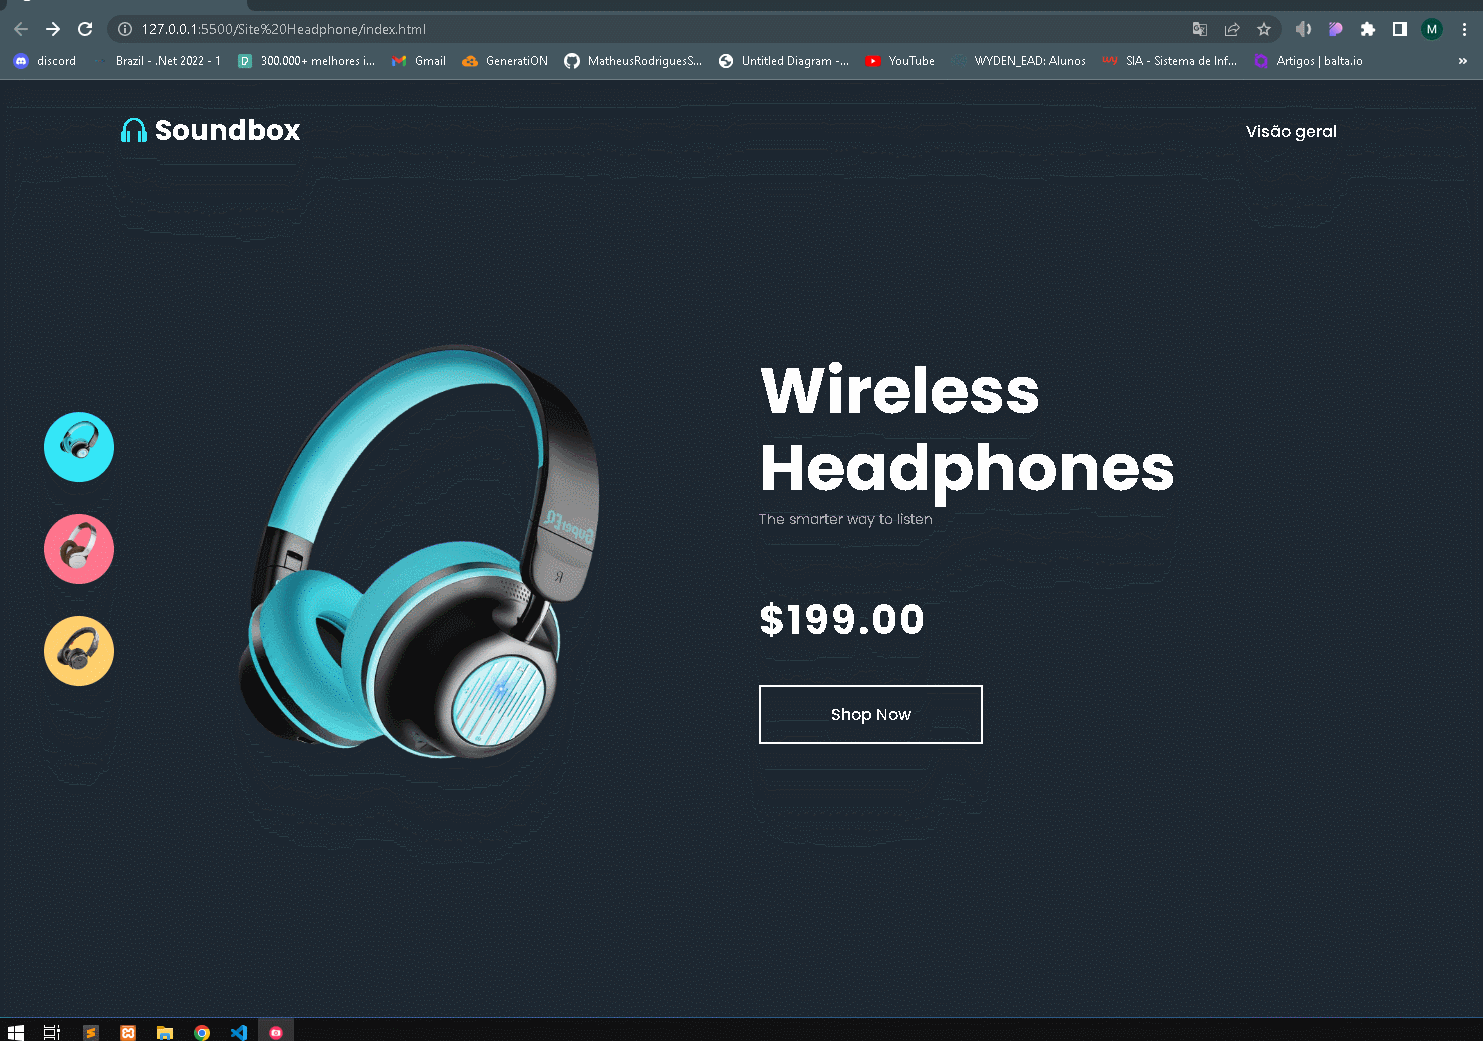 127.0.0.1:5500/Site%20Headphone/index.html
M
discord
Brazil - .Net 2022 - 1
D
300.000+ melhores i...
Gmail
GeneratiON
MatheusRodriguesS...
Untitled Diagram -...
YouTube
WYDEN_EAD: Alunos
wy
SIA - Sistema de Inf...
Artigos | balta.io
»
Soundbox
Visão geral
Wireless
Headphones
SuperEQ
R
The smarter way to listen
$199.00
Shop Now